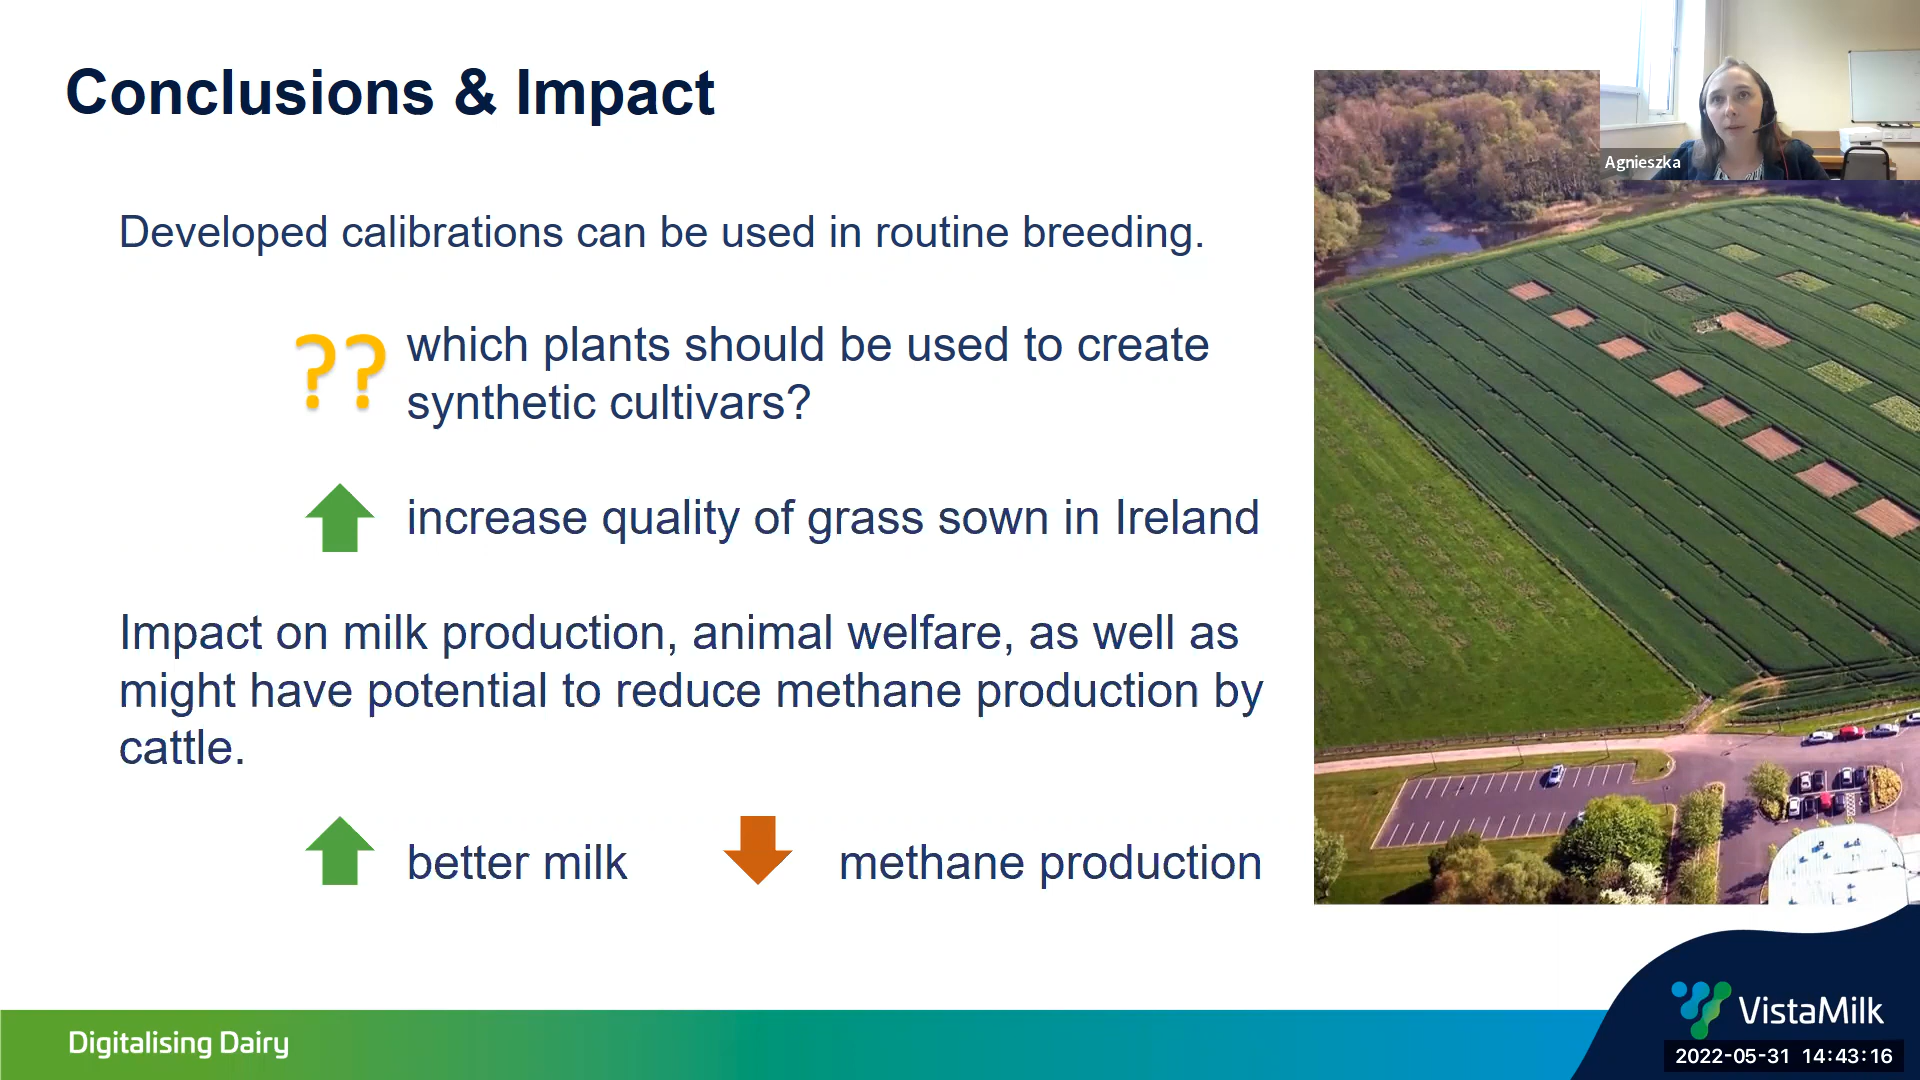 Conclusions & Impact
Agnieszka
Developed calibrations can be used in routine breeding.
?? which plants should be used to create
synthetic cultivars?
increase quality of grass sown in Ireland
Impact on milk production, animal welfare, as well as
might have potential to reduce methane production by
cattle.
better milk
methane production
Digitalising Dairy
VistaMilk
2022-05-31 14:43:16